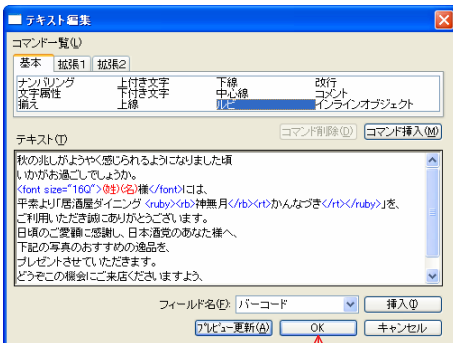 テキスト編集
コマンド一覧(L)
基本 拡張1 拡張2
ナンバリング 上付き文字 下線 改行
文字属性 下付き文字 中心線 コメント
揃え 上線 ルビ インラインオブジェクト
テキスト(T) コマンド削除(D) コマンド挿入(M)
秋の兆しがようやく感じられるようになりました頃
いかがお過ごしでしょうか。
<font size="16Q">(姓)(名)様</font>には、
平素より「居酒屋ダイニング <ruby><rb>神無月</rb><rt>かんなづき</rt></ruby>」を、
ご利用いただき誠にありがとうございます。
日頃のご愛顧に感謝し、日本酒党のあなた様へ、
下記の写真のおすすめの逸品を、
プレゼントさせていただきます。
どうぞこの機会にご来店くださいますよう、
フィールド名(F): バーコード 挿入(I)
プレビュー更新(A) OK キャンセル